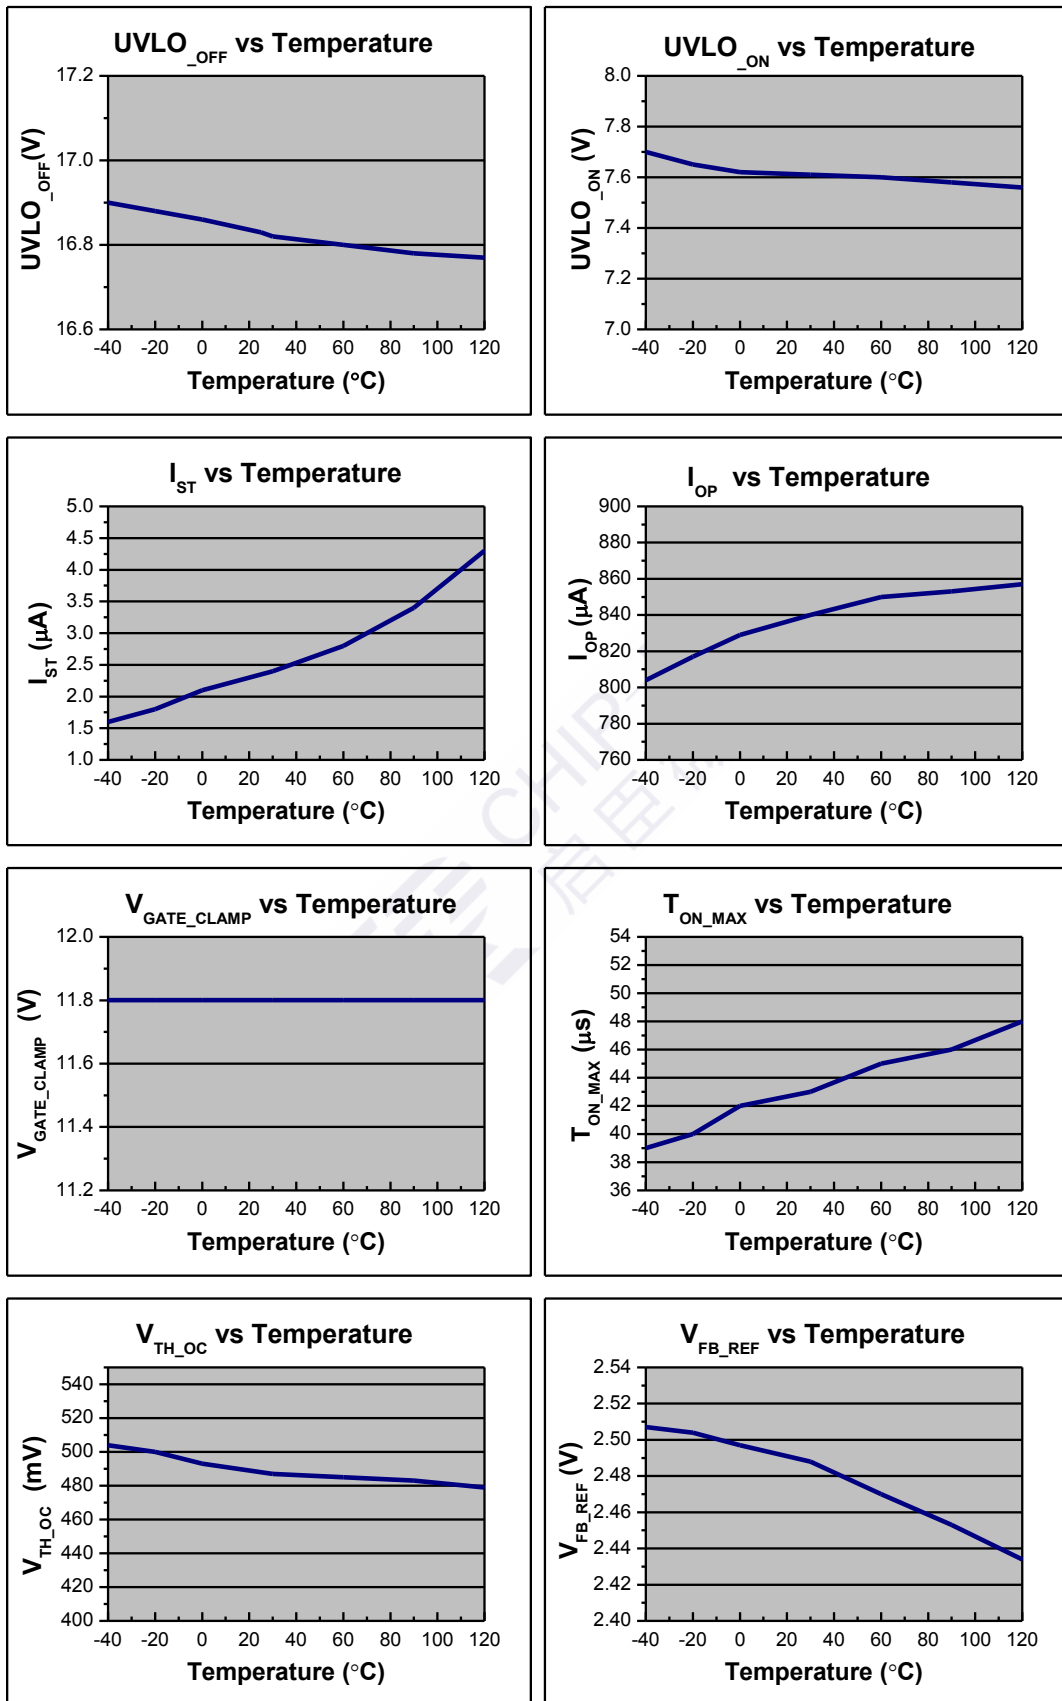 UVLO_OFF vs Temperature
17.2
17.0
16.8
16.6
UVLO_OFF(V)
-40 -20 0 20 40 60 80 100 120
Temperature (°C)
UVLO_ON vs Temperature
8.0
7.8
7.6
7.4
7.2
7.0
UVLO_ON (V)
-40 -20 0 20 40 60 80 100 120
Temperature (°C)
IST vs Temperature
5.0
4.5
4.0
3.5
3.0
2.5
2.0
1.5
1.0
IST (μA)
-40 -20 0 20 40 60 80 100 120
Temperature (°C)
IOP vs Temperature
900
880
860
840
820
800
780
760
IOP (μA)
-40 -20 0 20 40 60 80 100 120
Temperature (°C)
CHIP
启臣
VGATE_CLAMP vs Temperature
12.0
11.8
11.6
11.4
11.2
VGATE_CLAMP (V)
-40 -20 0 20 40 60 80 100 120
Temperature (°C)
TON_MAX vs Temperature
54
52
50
48
46
44
42
40
38
36
TON_MAX (μs)
-40 -20 0 20 40 60 80 100 120
Temperature (°C)
VTH_OC vs Temperature
540
520
500
480
460
440
420
400
VTH_OC (mV)
-40 -20 0 20 40 60 80 100 120
Temperature (°C)
VFB_REF vs Temperature
2.54
2.52
2.50
2.48
2.46
2.44
2.42
2.40
VFB_REF (V)
-40 -20 0 20 40 60 80 100 120
Temperature (°C)